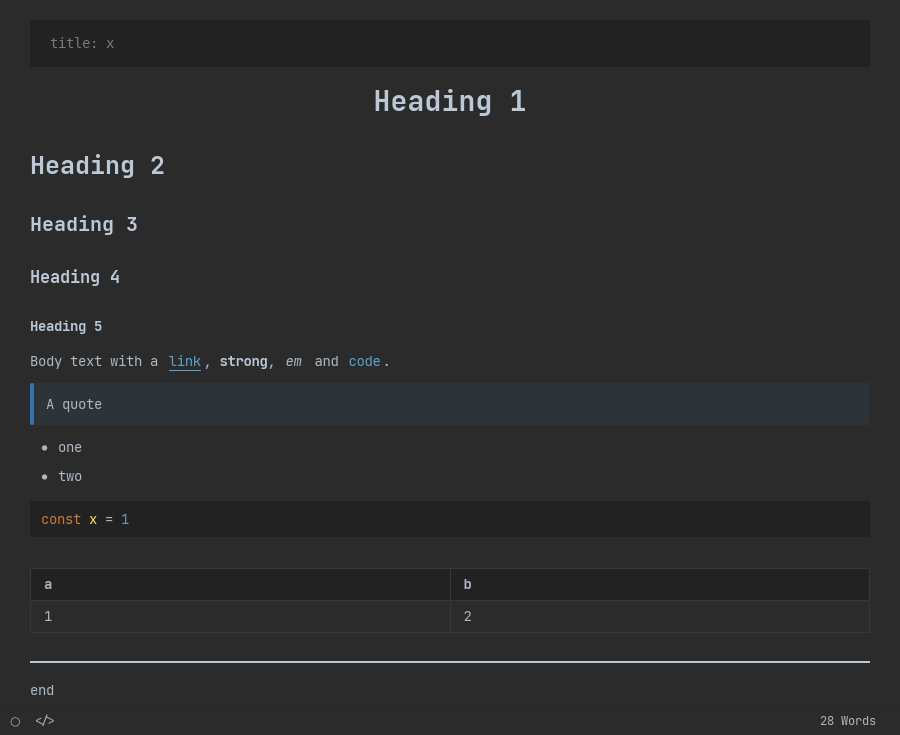 title: x
Heading 1
Heading 2
Heading 3
Heading 4
Heading 5
Body text with a link, strong, em and code.
A quote
one
two
const x = 1
a b
1 2
end
</> 28 Words